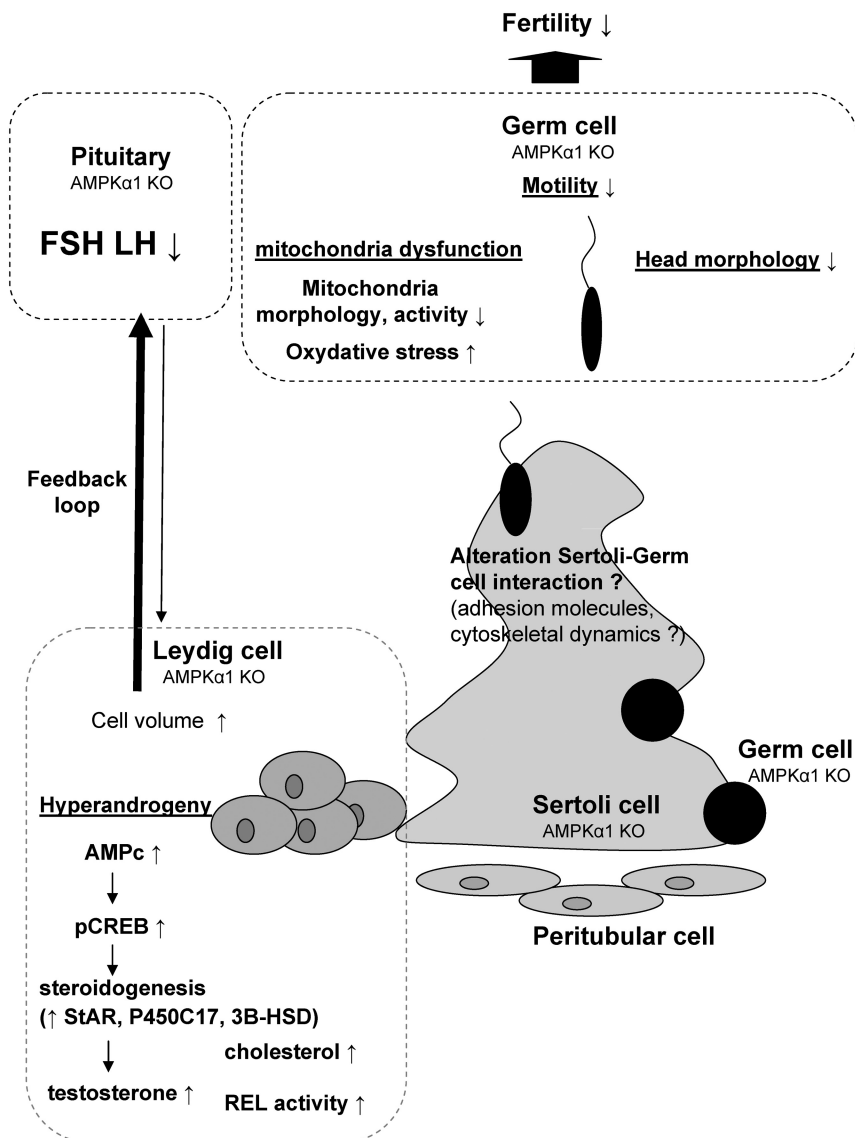 Fertility ↓
Pituitary
AMPKα1 KO
FSH LH ↓
Germ cell
AMPKα1 KO
Motility ↓
mitochondria dysfunction
Mitochondria
morphology, activity ↓
Oxydative stress ↑
Head morphology ↓
Feedback
loop
Alteration Sertoli-Germ
cell interaction ?
(adhesion molecules,
cytoskeletal dynamics ?)
Leydig cell
AMPKα1 KO
Cell volume ↑
Hyperandrogeny
AMPc ↑
pCREB ↑
steroidogenesis
(↑ StAR, P450C17, 3B-HSD)
cholesterol ↑
testosterone ↑
REL activity ↑
Germ cell
AMPKα1 KO
Sertoli cell
AMPKα1 KO
Peritubular cell